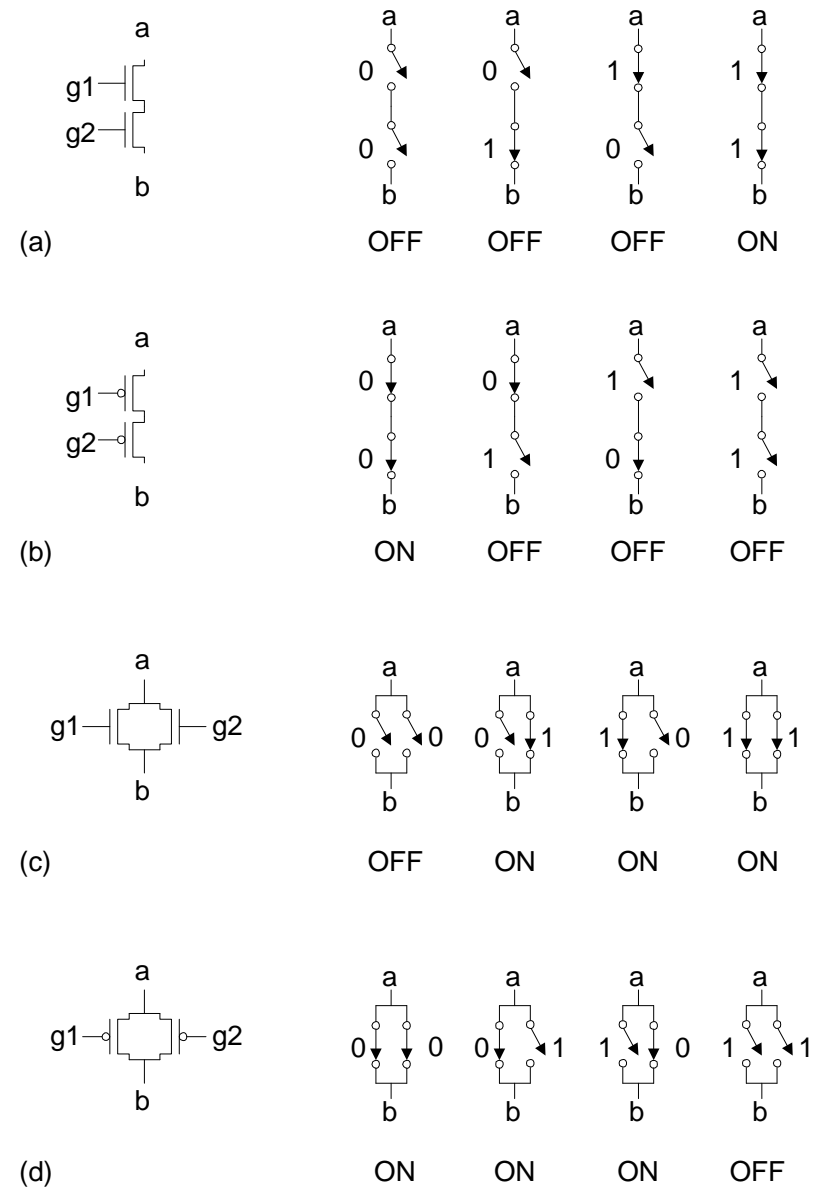 a a a a a
g1 0 0 1 1
g2 0 1 0 1
b b b b b
(a) OFF OFF OFF ON
a a a a a
g1 0 0 1 1
g2 0 1 0 1
b b b b b
(b) ON OFF OFF OFF
a a a a a
g1 g2 0 0 0 1 1 0 1 1
b b b b b
(c) OFF ON ON ON
a a a a a
g1 g2 0 0 0 1 1 0 1 1
b b b b b
(d) ON ON ON OFF